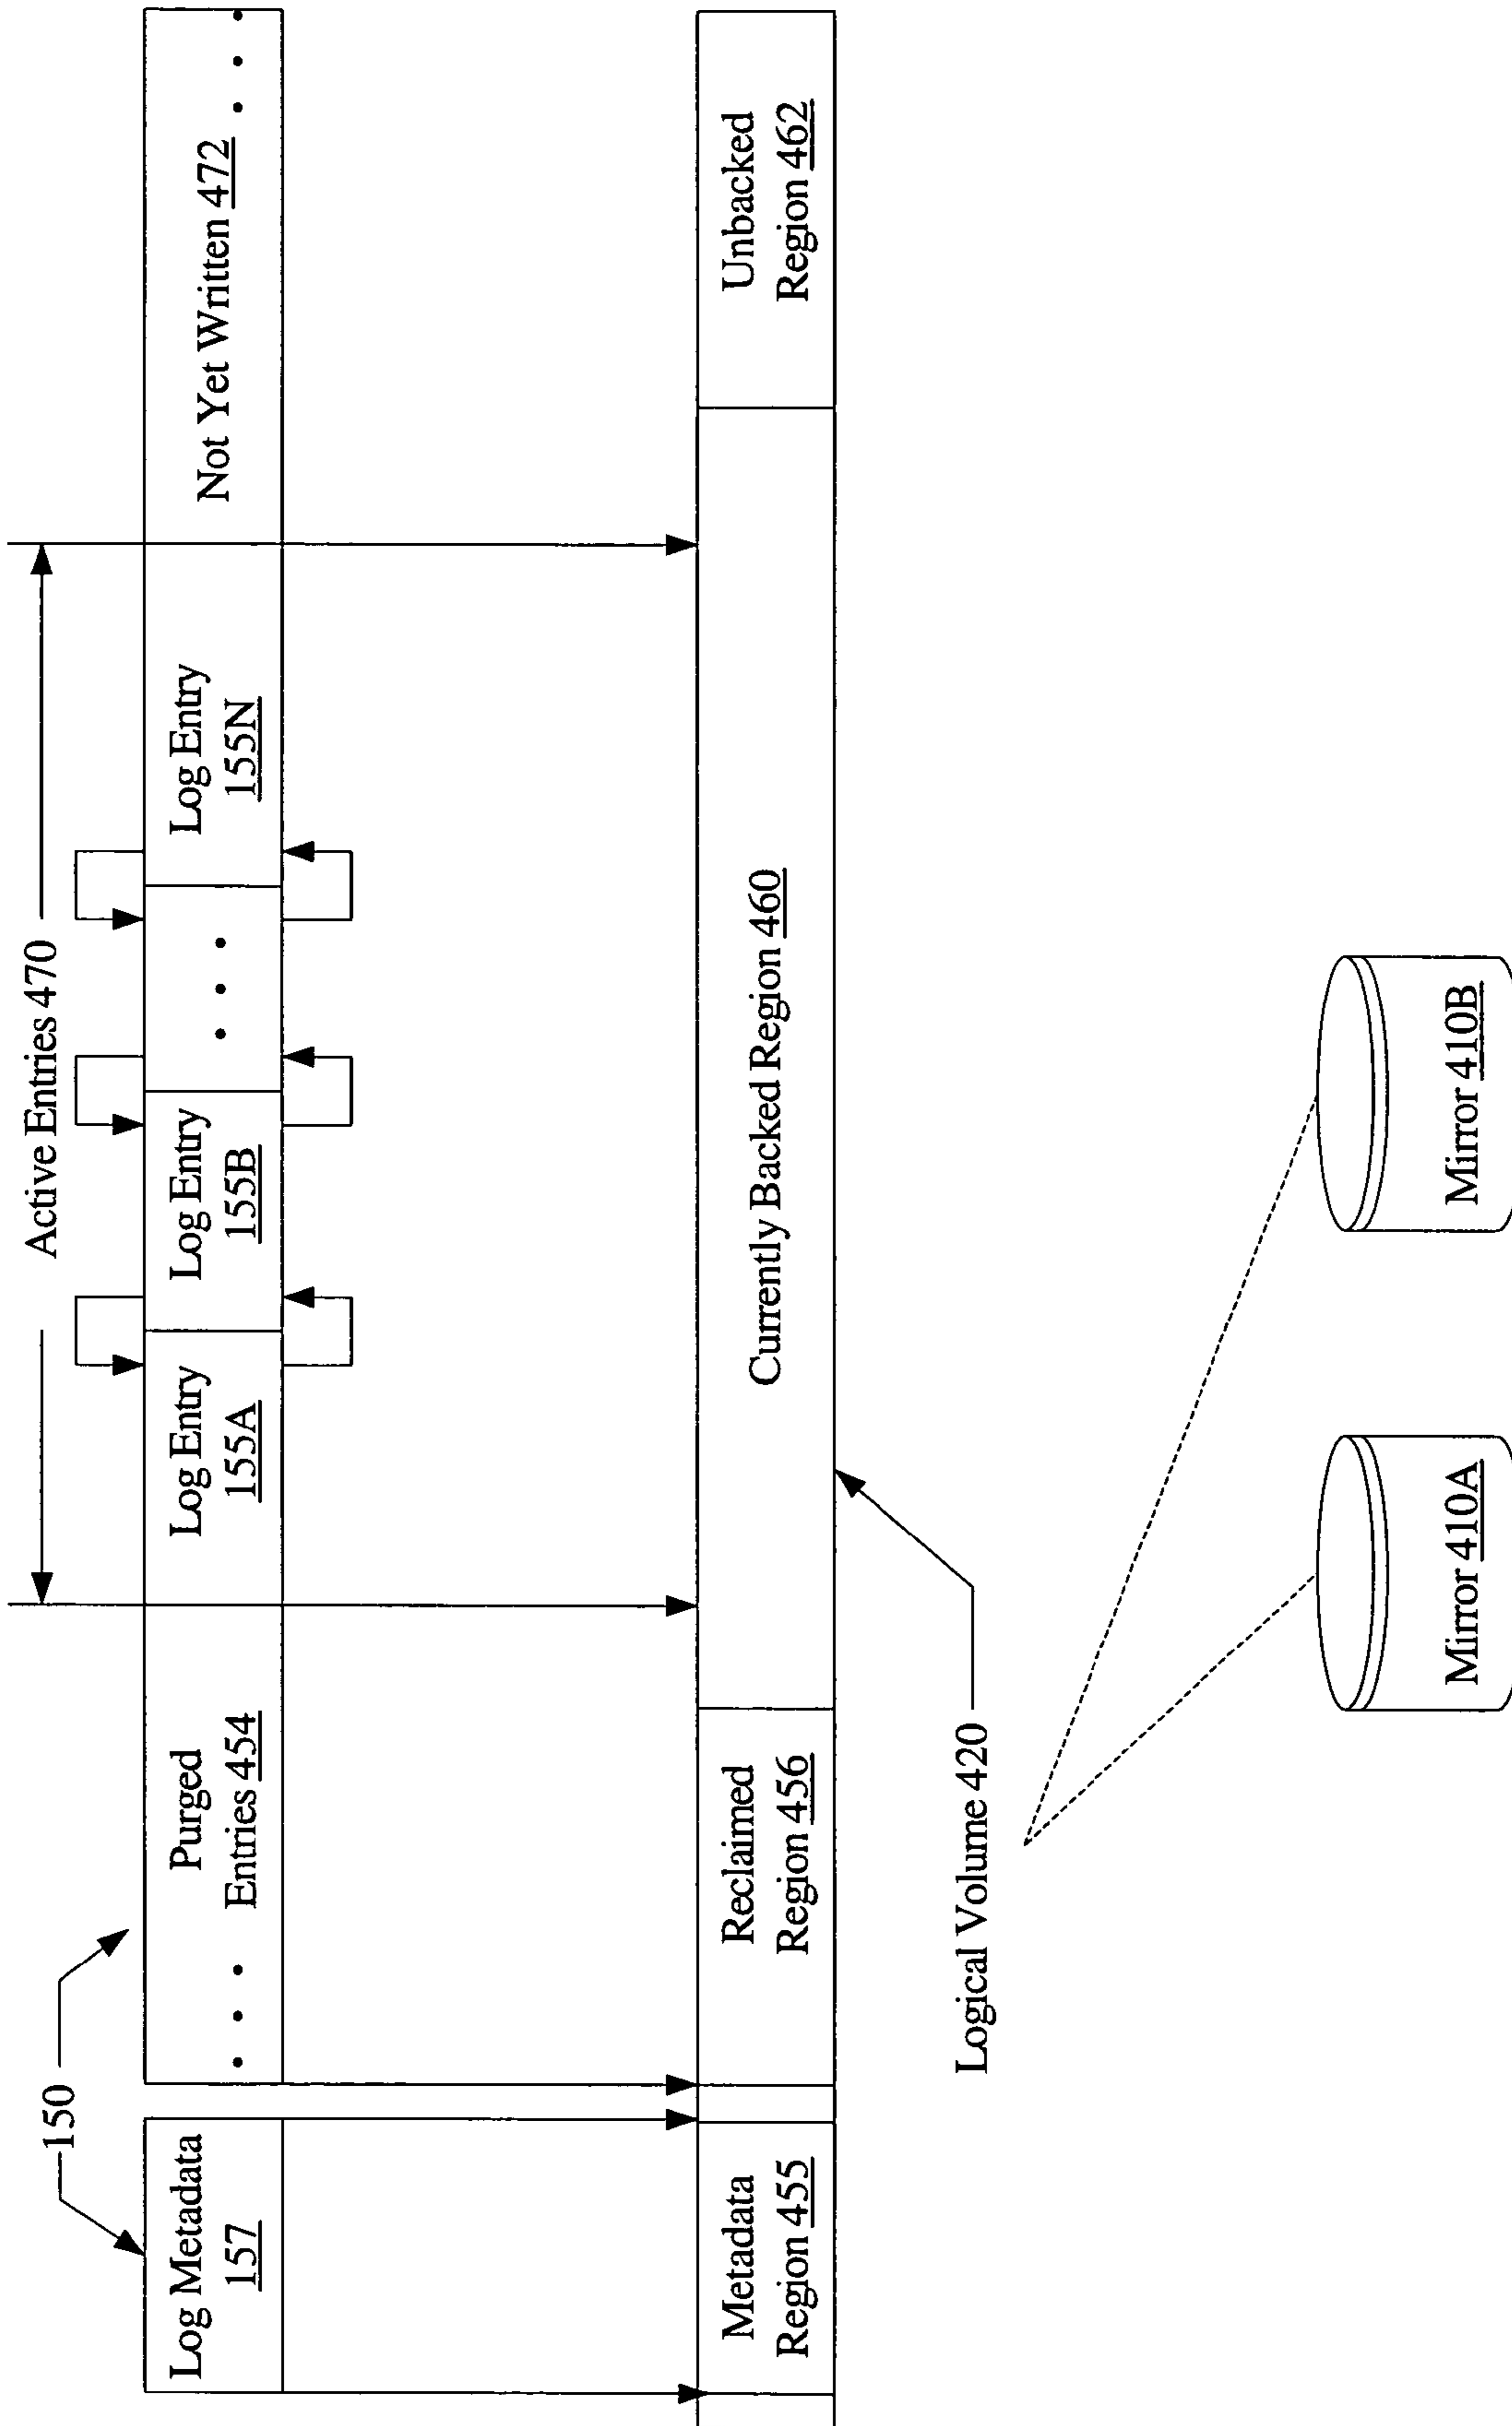 Active Entries 470
150
Log Metadata
157
Purged
Entries 454
Log Entry
155A
Log Entry
155B
Log Entry
155N
Not Yet Written 472
Metadata
Region 455
Reclaimed
Region 456
Currently Backed Region 460
Unbacked
Region 462
Logical Volume 420
Mirror 410A
Mirror 410B